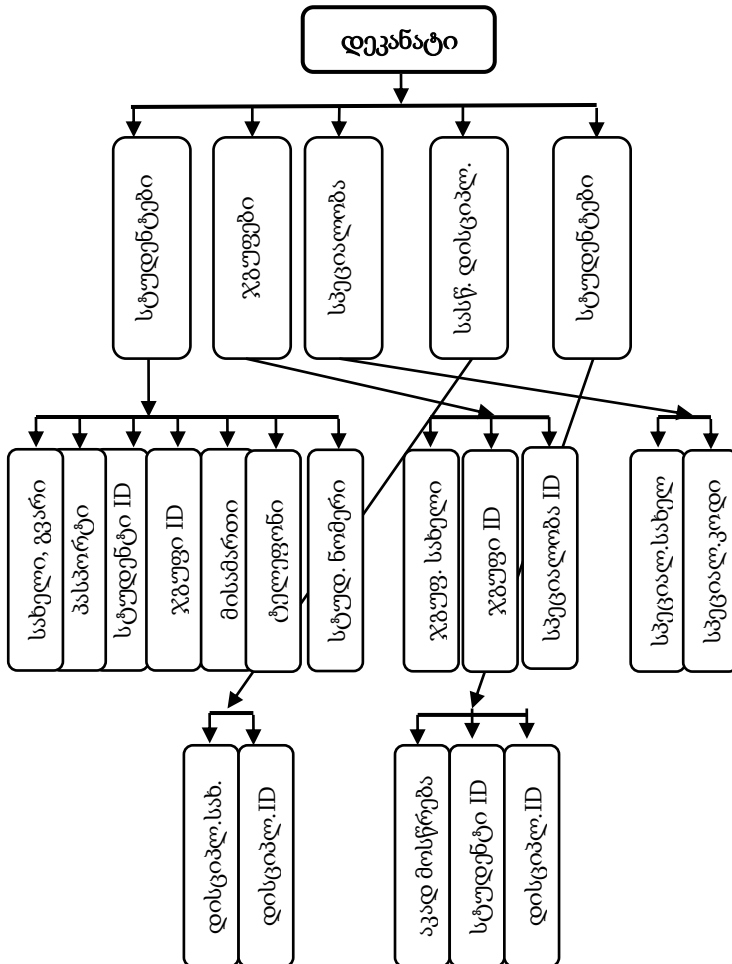 დეკანატი
სტუდენტები
ჯგუფები
სპეციალობა
სასწ. დისციპლ.
სტუდენტები
სახელი, გვარი
პასპორტი
სტუდენტი ID
ჯგუფი ID
მისამართი
ტელეფონი
სტუდ. ნომერი
ჯგუფ. სახელი
ჯგუფი ID
სპეციალობა ID
სპეციალ.სახელ
სპეციალ.კოდი
დისციპლ.სახ.
დისციპლ.ID
აკად მოსწრება
სტუდენტი ID
დისციპლ.ID